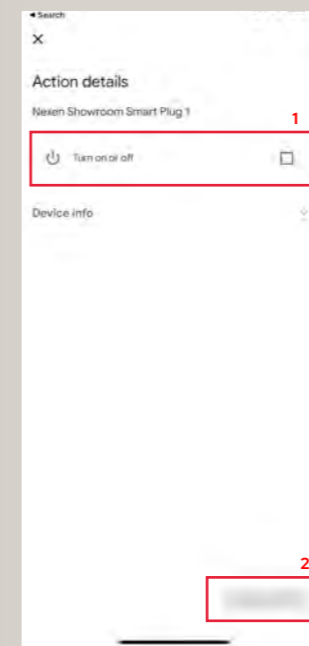 ◂ Search
Action details
Nexen Showroom Smart Plug 1
1
Turn on or off
Device info
2